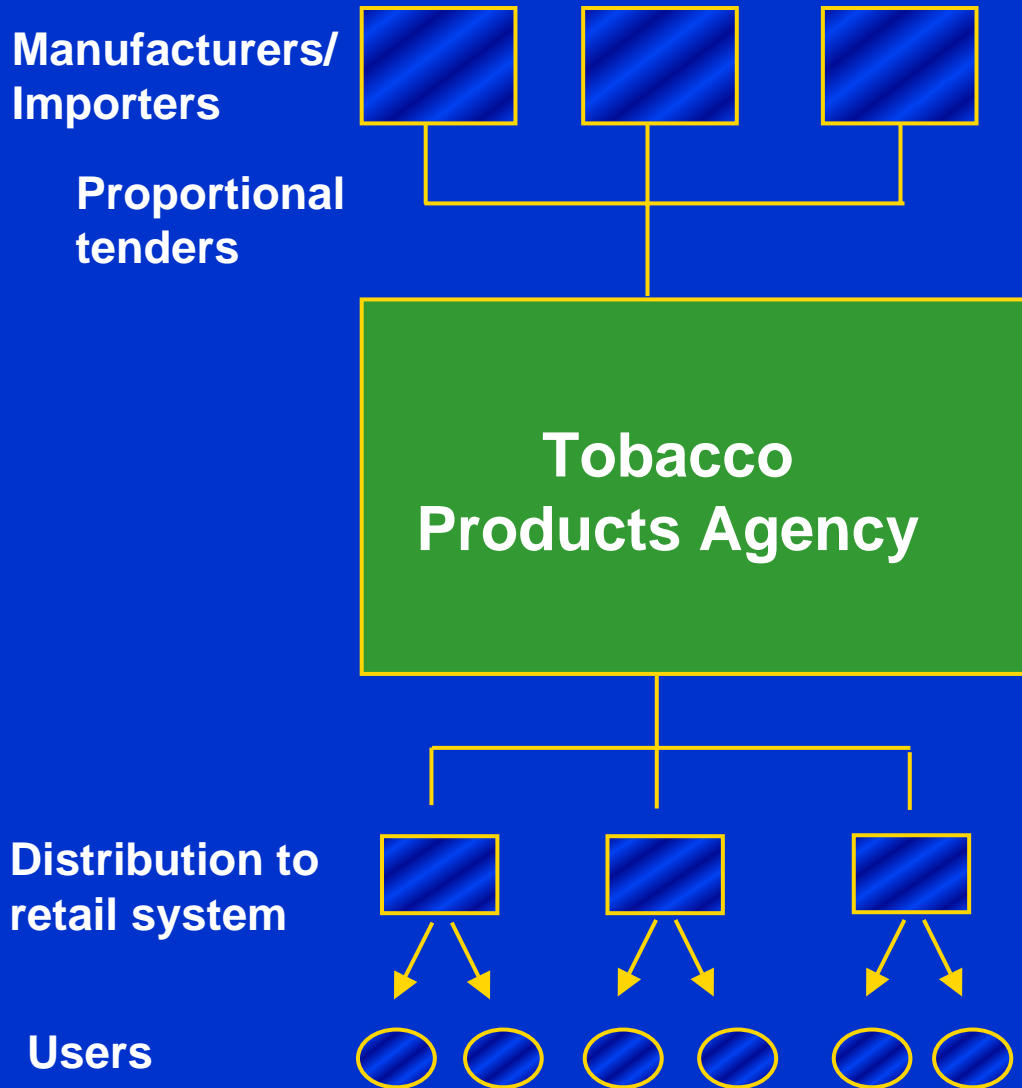 Manufacturers/
Importers
Proportional
tenders
Tobacco
Products Agency
Distribution to
retail system
Users